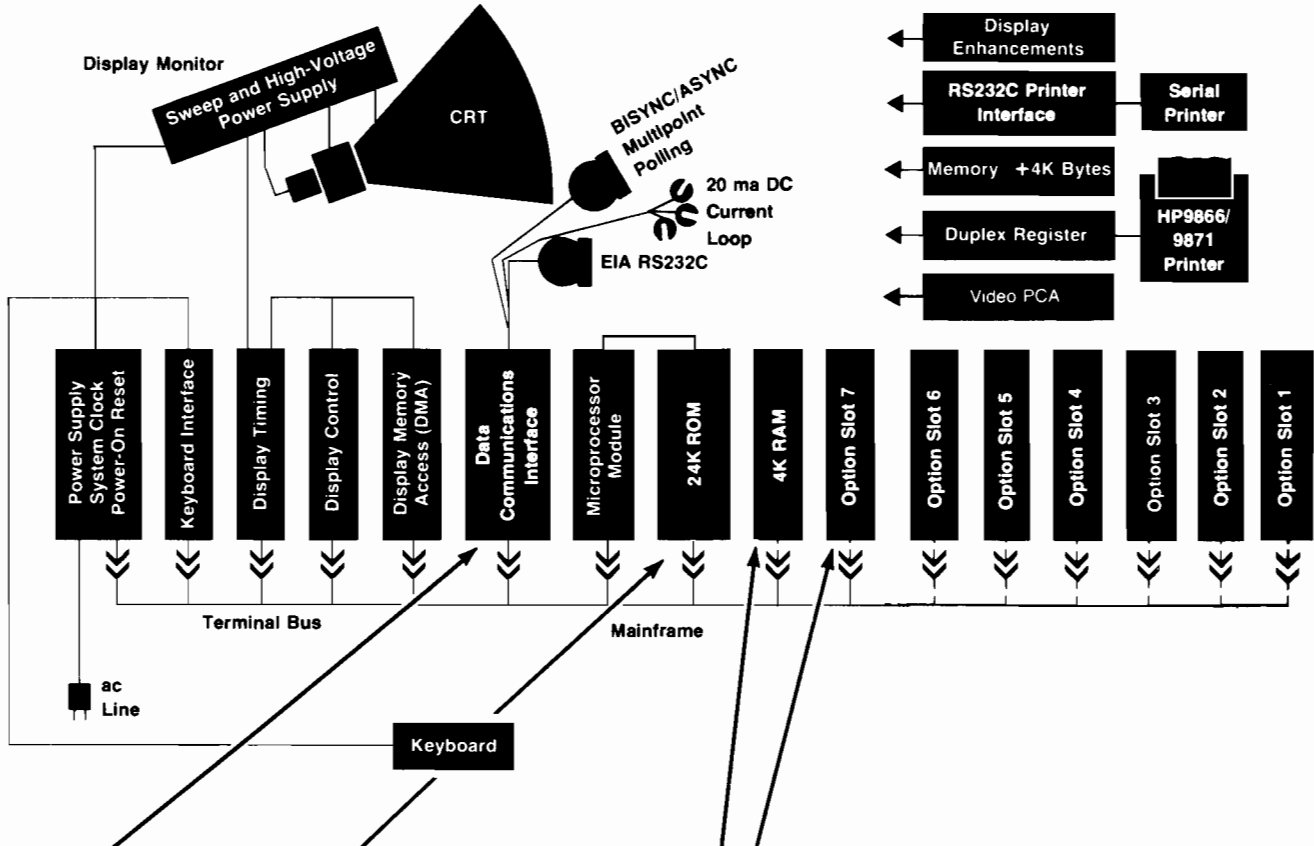 Display Monitor
Sweep and High-Voltage
Power Supply
CRT
BISYNC/ASYNC
Multipoint
Polling
20 ma DC
Current
Loop
EIA RS232C
Display
Enhancements
RS232C Printer
Interface
Serial
Printer
Memory +4K Bytes
Duplex Register
HP9866/
9871
Printer
Video PCA
Power Supply
System Clock
Power-On Reset
Keyboard Interface
Display Timing
Display Control
Display Memory
Access (DMA)
Data
Communications
Interface
Microprocessor
Module
24K ROM
4K RAM
Option Slot 7
Option Slot 6
Option Slot 5
Option Slot 4
Option Slot 3
Option Slot 2
Option Slot 1
Terminal Bus
Mainframe
ac
Line
Keyboard